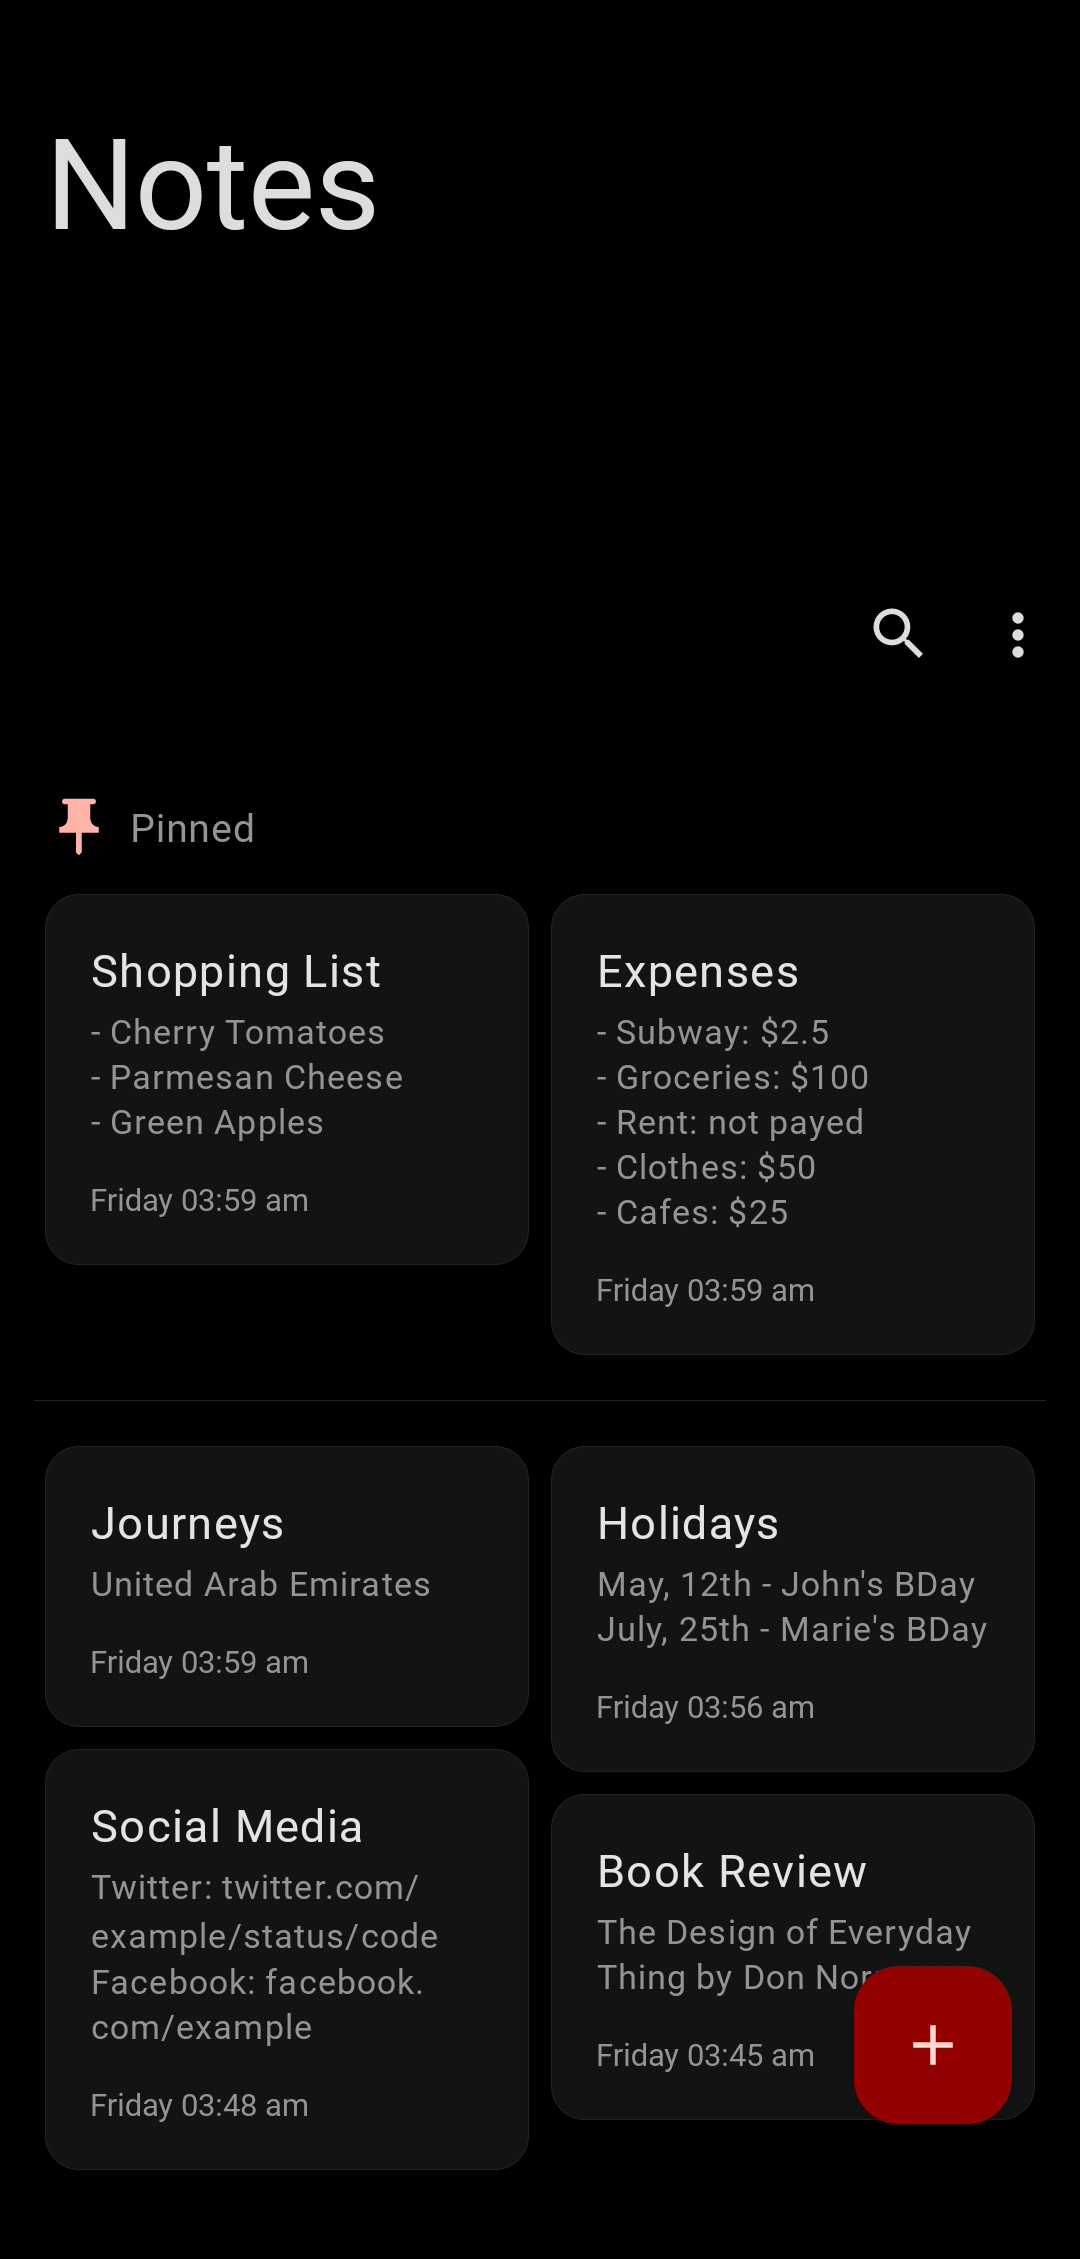 Notes
Pinned
Shopping List
- Cherry Tomatoes
- Parmesan Cheese
- Green Apples
Friday 03:59 am
Expenses
- Subway: $2.5
- Groceries: $100
- Rent: not payed
- Clothes: $50
- Cafes: $25
Friday 03:59 am
Journeys
United Arab Emirates
Friday 03:59 am
Holidays
May, 12th - John's BDay
July, 25th - Marie's BDay
Friday 03:56 am
Social Media
Twitter: twitter.com/
example/status/code
Facebook: facebook.
com/example
Friday 03:48 am
Book Review
The Design of Everyday
Thing by Don
Friday 03:45 am